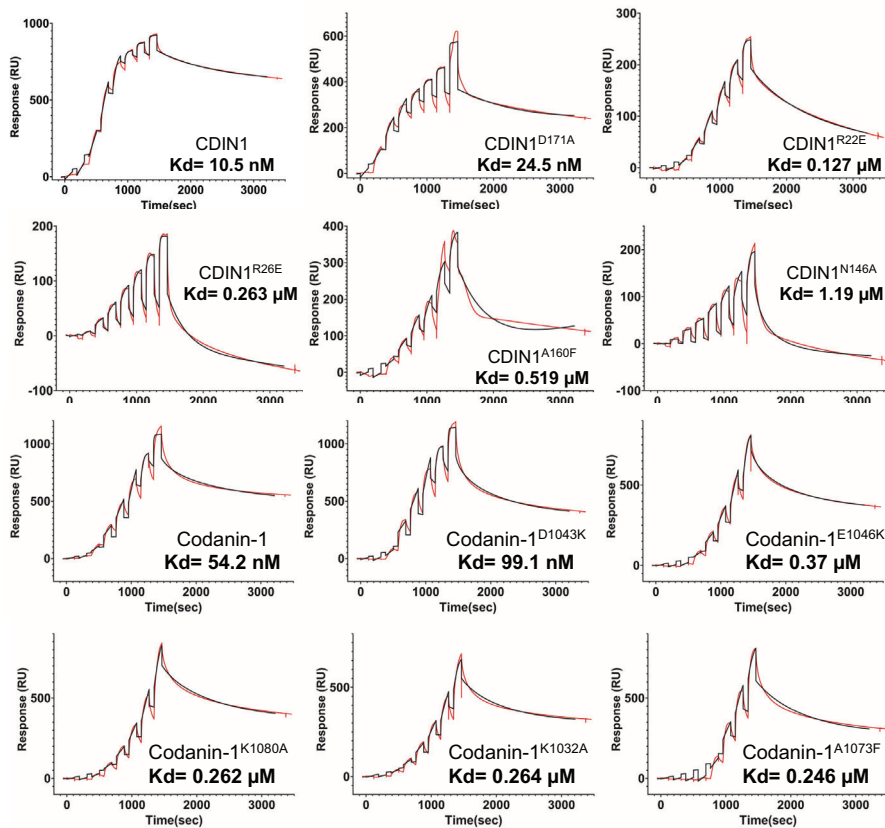 1000
500
0
Response (RU)
0 1000 2000 3000
Time(sec)
CDIN1
Kd= 10.5 nM
600
400
200
0
Response (RU)
0 1000 2000 3000
Time(sec)
CDIN1D171A
Kd= 24.5 nM
300
200
100
0
Response (RU)
0 1000 2000 3000
Time(sec)
CDIN1R22E
Kd= 0.127 µM
200
100
0
-100
Response (RU)
0 1000 2000 3000
Time(sec)
CDIN1R26E
Kd= 0.263 µM
400
300
200
100
0
Response (RU)
0 1000 2000 3000
Time(sec)
CDIN1A160F
Kd= 0.519 µM
200
100
0
-100
Response (RU)
0 1000 2000 3000
Time(sec)
CDIN1N146A
Kd= 1.19 µM
1000
500
0
Response (RU)
0 1000 2000 3000
Time(sec)
Codanin-1
Kd= 54.2 nM
1000
500
0
Response (RU)
0 1000 2000 3000
Time(sec)
Codanin-1D1043K
Kd= 99.1 nM
500
0
Response (RU)
0 1000 2000 3000
Time(sec)
Codanin-1E1046K
Kd= 0.37 µM
500
0
Response (RU)
0 1000 2000 3000
Time(sec)
Codanin-1K1080A
Kd= 0.262 µM
500
0
Response (RU)
0 1000 2000 3000
Time(sec)
Codanin-1K1032A
Kd= 0.264 µM
500
0
Response (RU)
0 1000 2000 3000
Time(sec)
Codanin-1A1073F
Kd= 0.246 µM